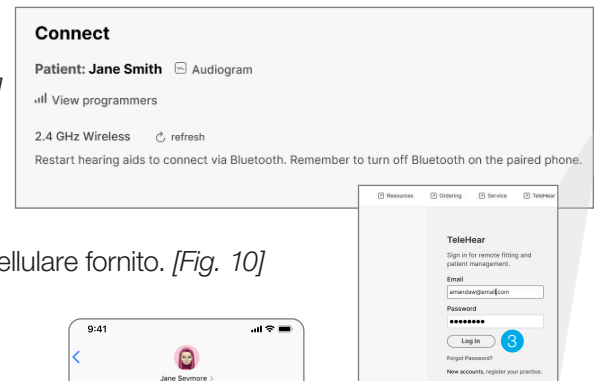 Connect
Patient: Jane Smith Audiogram
View programmers
2.4 GHz Wireless refresh
Restart hearing aids to connect via Bluetooth. Remember to turn off Bluetooth on the paired phone.
]
Resources Ordering Service TeleHear
TeleHear
Sign in for remote fitting and
patient management.
Email
amandaw@email.com
Password
Log In 3
Forgot Password?
New accounts, register your practice.
ellulare fornito. [Fig. 10]
9:41
Jane Seymore >